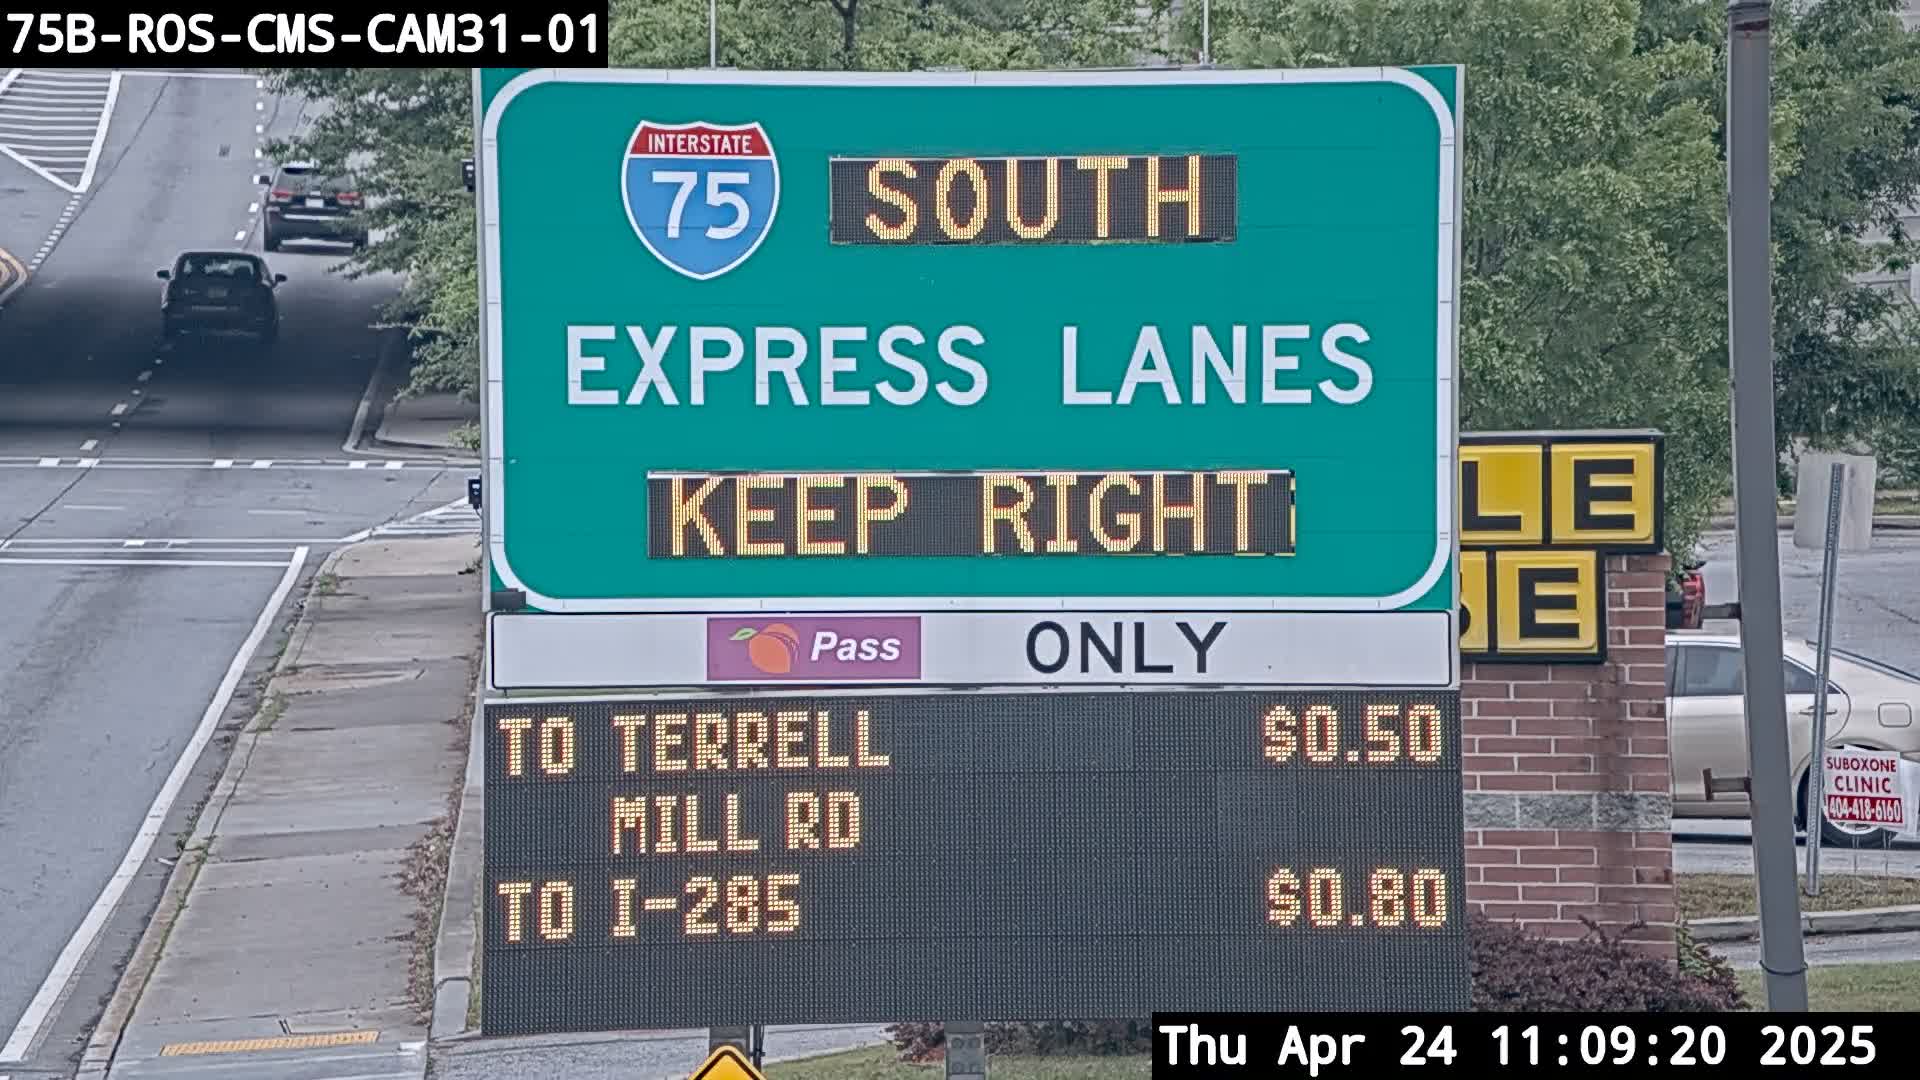 75B-ROS-CMS-CAM31-01
INTERSTATE
75
SOUTH
EXPRESS LANES
KEEP RIGHT
Pass ONLY
TO TERRELL $0.50
MILL RD
TO I-285 $0.80
LE
E
SUBOXONE
CLINIC
404-418-6160
Thu Apr 24 11:09:20 2025